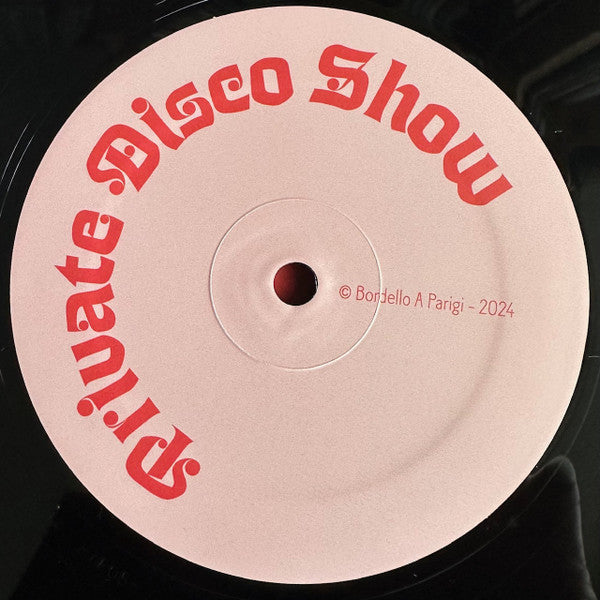 Private Disco Show
© Bordello A Parigi - 2024